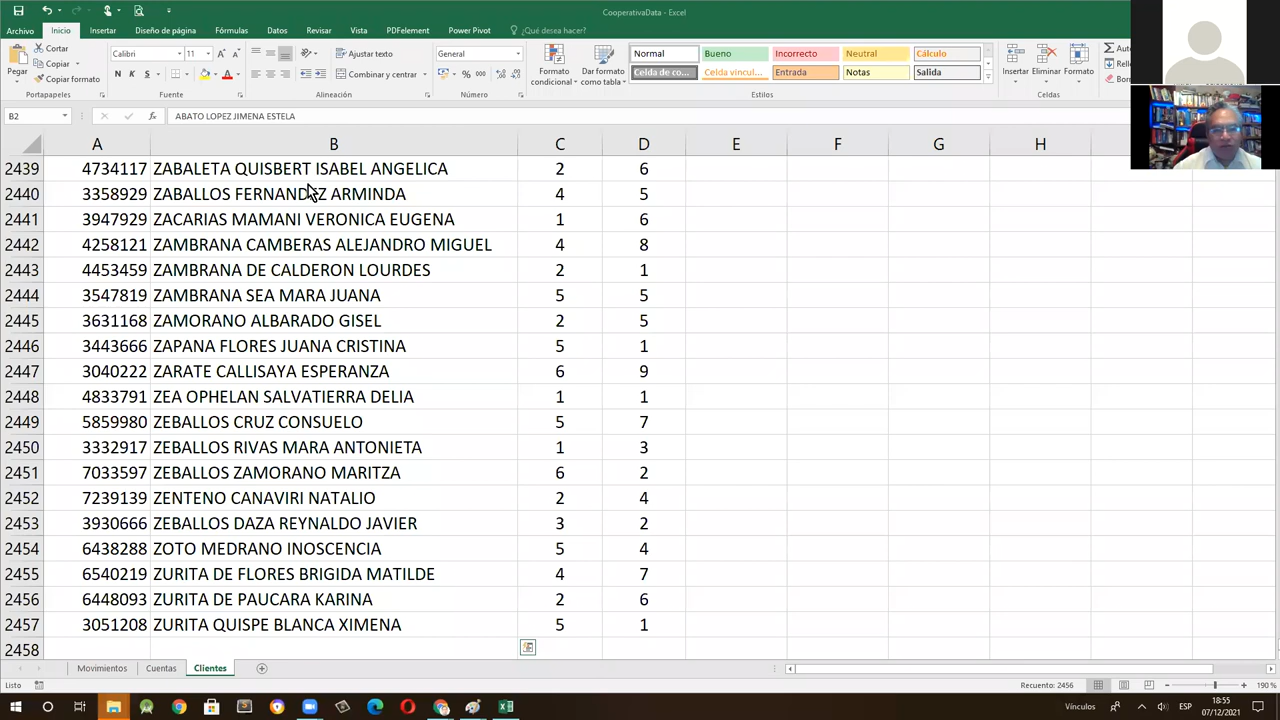 CooperativaData - Excel
Archivo Inicio Insertar Diseño de página Fórmulas Datos Revisar Vista PDFelement Power Pivot ¿Qué desea hacer?
Pegar
Cortar
Copiar
Copiar formato
Portapapeles
Calibri 11
N K S
Fuente
Ajustar texto
Combinar y centrar
Alineación
General
% 000
Número
Formato condicional
Dar formato como tabla
Normal Bueno Incorrecto Neutral Cálculo
Celda de co... Celda vincul... Entrada Notas Salida
Estilos
Insertar Eliminar Formato
Celdas
B2 fx ABATO LOPEZ JIMENA ESTELA
A B C D E F G H
2439 4734117 ZABALETA QUISBERT ISABEL ANGELICA 2 6
2440 3358929 ZABALLOS FERNANDEZ ARMINDA 4 5
2441 3947929 ZACARIAS MAMANI VERONICA EUGENA 1 6
2442 4258121 ZAMBRANA CAMBERAS ALEJANDRO MIGUEL 4 8
2443 4453459 ZAMBRANA DE CALDERON LOURDES 2 1
2444 3547819 ZAMBRANA SEA MARA JUANA 5 5
2445 3631168 ZAMORANO ALBARADO GISEL 2 5
2446 3443666 ZAPANA FLORES JUANA CRISTINA 5 1
2447 3040222 ZARATE CALLISAYA ESPERANZA 6 9
2448 4833791 ZEA OPHELAN SALVATIERRA DELIA 1 1
2449 5859980 ZEBALLOS CRUZ CONSUELO 5 7
2450 3332917 ZEBALLOS RIVAS MARA ANTONIETA 1 3
2451 7033597 ZEBALLOS ZAMORANO MARITZA 6 2
2452 7239139 ZENTENO CANAVIRI NATALIO 2 4
2453 3930666 ZEBALLOS DAZA REYNALDO JAVIER 3 2
2454 6438288 ZOTO MEDRANO INOSCENCIA 5 4
2455 6540219 ZURITA DE FLORES BRIGIDA MATILDE 4 7
2456 6448093 ZURITA DE PAUCARA KARINA 2 6
2457 3051208 ZURITA QUISPE BLANCA XIMENA 5 1
2458
Movimientos Cuentas Clientes
Listo Recuento: 2456 190 %
Vínculos ESP 18:55
07/12/2021